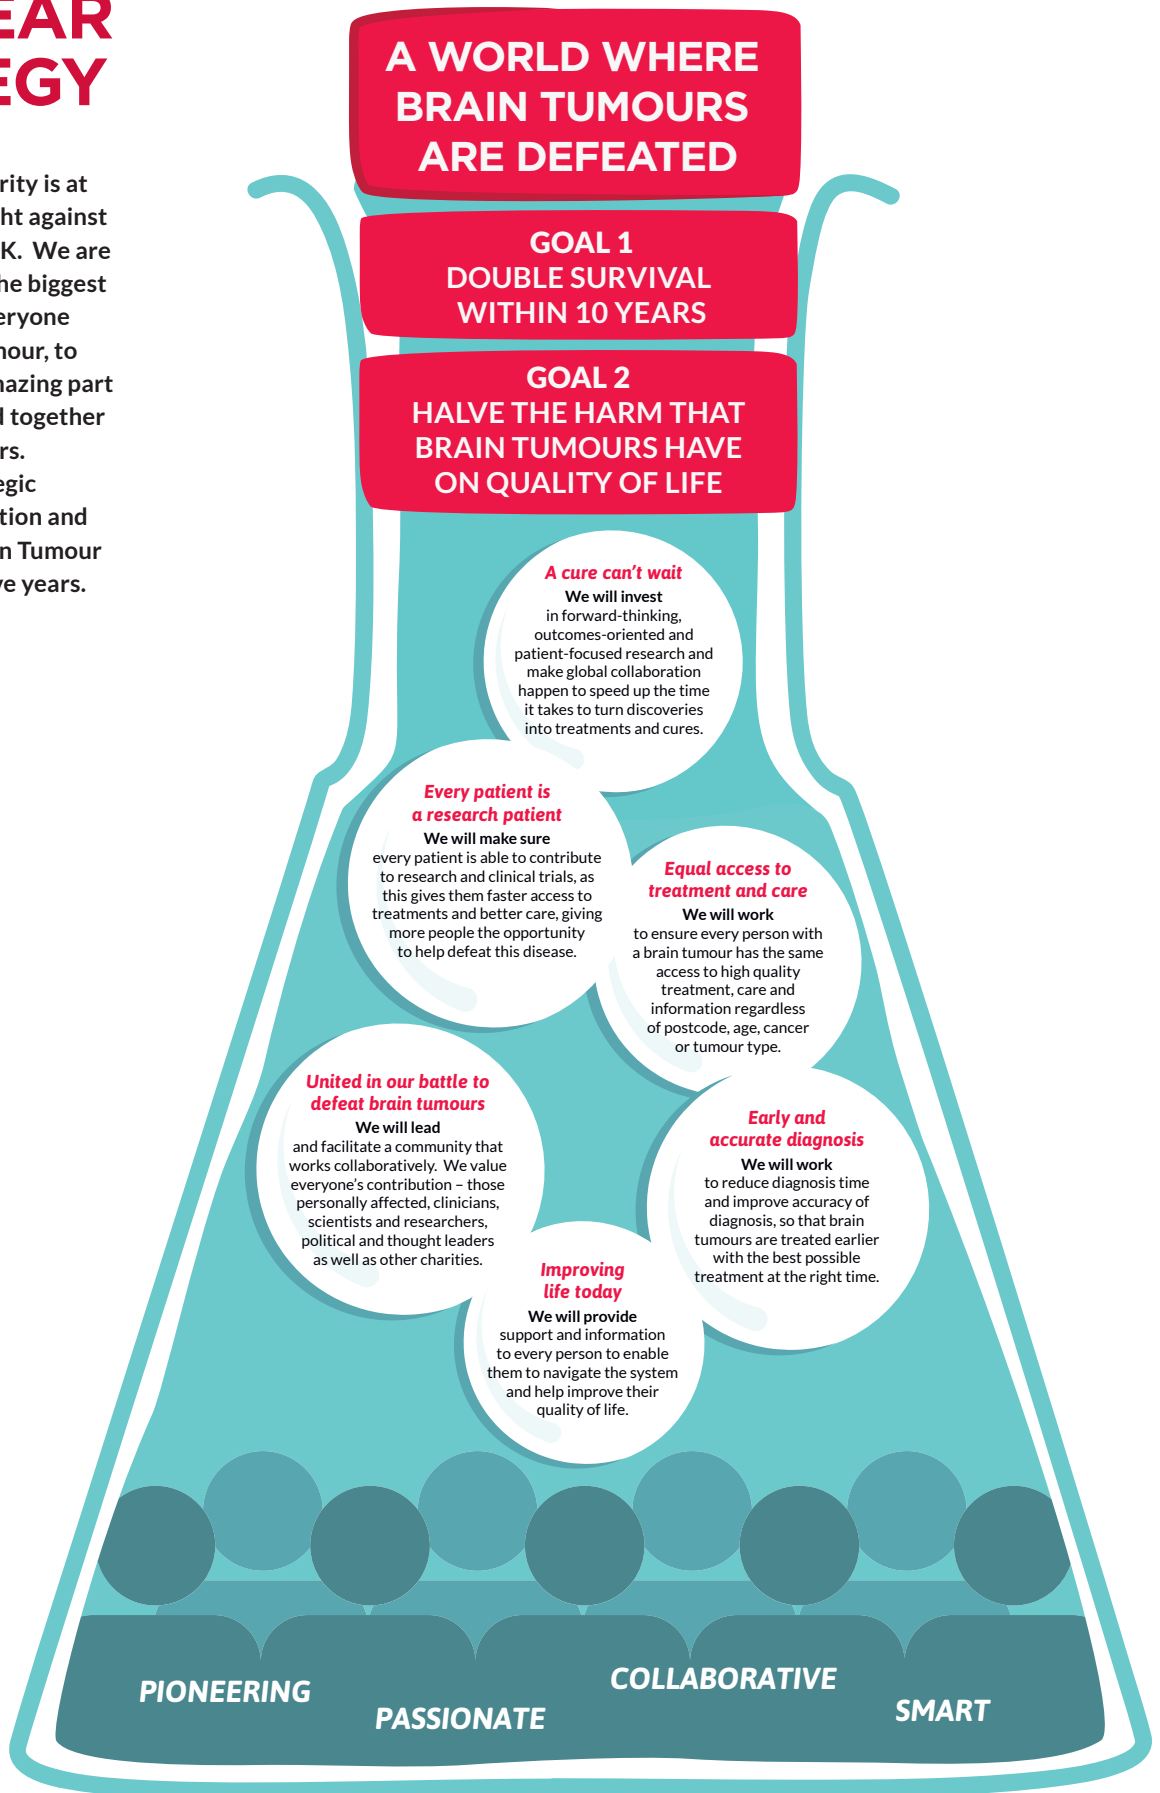 EAR
EGY
rity is at
ht against
K. We are
he biggest
eryone
nour, to
nazing part
d together
rs.
egic
tion and
n Tumour
ve years.
A WORLD WHERE
BRAIN TUMOURS
ARE DEFEATED
GOAL 1
DOUBLE SURVIVAL
WITHIN 10 YEARS
GOAL 2
HALVE THE HARM THAT
BRAIN TUMOURS HAVE
ON QUALITY OF LIFE
A cure can't wait
We will invest
in forward-thinking,
outcomes-oriented and
patient-focused research and
make global collaboration
happen to speed up the time
it takes to turn discoveries
into treatments and cures.
Every patient is
a research patient
We will make sure
every patient is able to contribute
to research and clinical trials, as
this gives them faster access to
treatments and better care, giving
more people the opportunity
to help defeat this disease.
Equal access to
treatment and care
We will work
to ensure every person with
a brain tumour has the same
access to high quality
treatment, care and
information regardless
of postcode, age, cancer
or tumour type.
United in our battle to
defeat brain tumours
We will lead
and facilitate a community that
works collaboratively. We value
everyone's contribution – those
personally affected, clinicians,
scientists and researchers,
political and thought leaders
as well as other charities.
Early and
accurate diagnosis
We will work
to reduce diagnosis time
and improve accuracy of
diagnosis, so that brain
tumours are treated earlier
with the best possible
treatment at the right time.
Improving
life today
We will provide
support and information
to every person to enable
them to navigate the system
and help improve their
quality of life.
PIONEERING
PASSIONATE
COLLABORATIVE
SMART